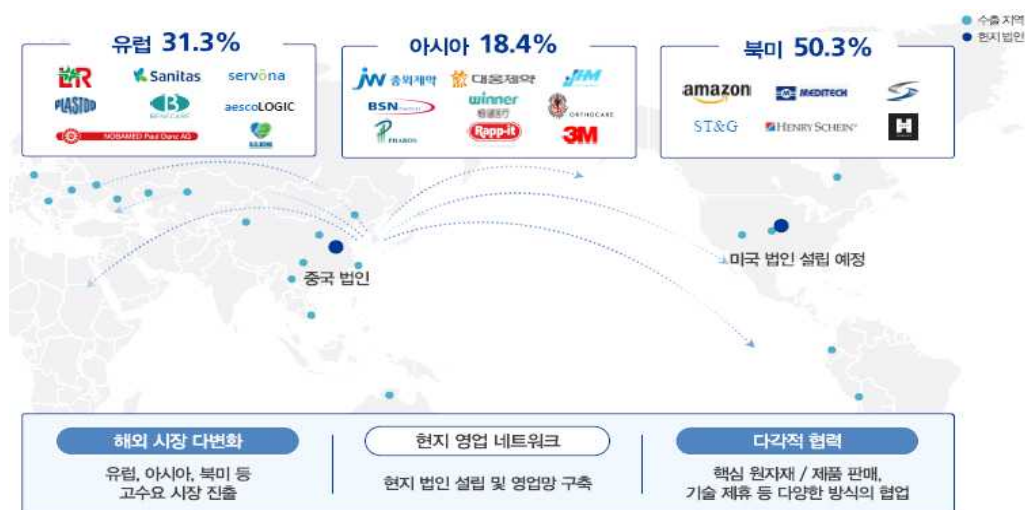 수출 지역
현지 법인
유럽 31.3%
아시아 18.4%
북미 50.3%
Sanitas
servona
aescoLOGIC
NOBAMED Paul Danz AG
JW 중외제약
대웅제약
BSN
winner
ORTHOCARE
PHAROS
Rapp-it
3M
amazon
MEDITECH
ST&G
HENRY SCHEIN®
H
중국 법인
미국 법인 설립 예정
해외 시장 다변화
현지 영업 네트워크
다각적 협력
유럽, 아시아, 북미 등
고수요 시장 진출
현지 법인 설립 및 영업망 구축
핵심 원자재 / 제품 판매,
기술 제휴 등 다양한 방식의 협업